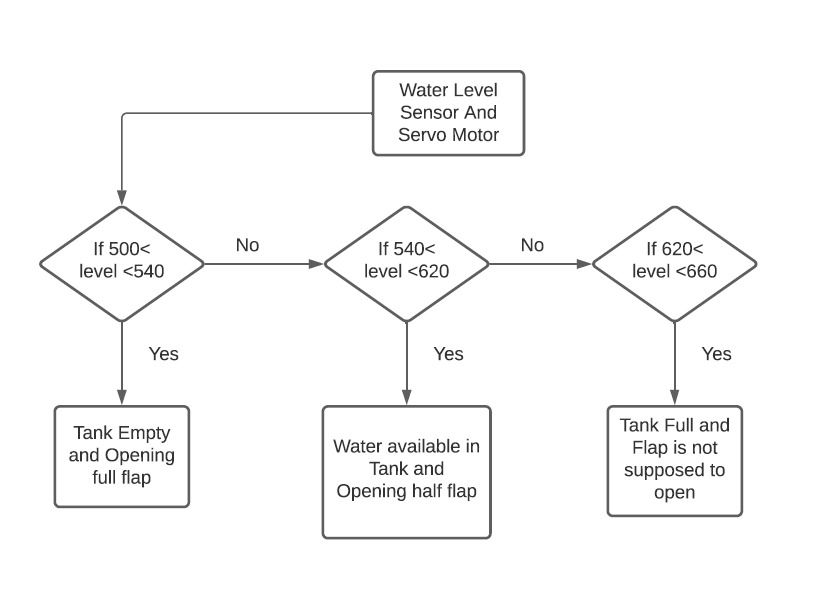 Water Level
Sensor And
Servo Motor
If 500<
level <540
No
If 540<
level <620
No
If 620<
level <660
Yes
Yes
Yes
Tank Empty
and Opening
full flap
Water available in
Tank and
Opening half flap
Tank Full and
Flap is not
supposed to
open